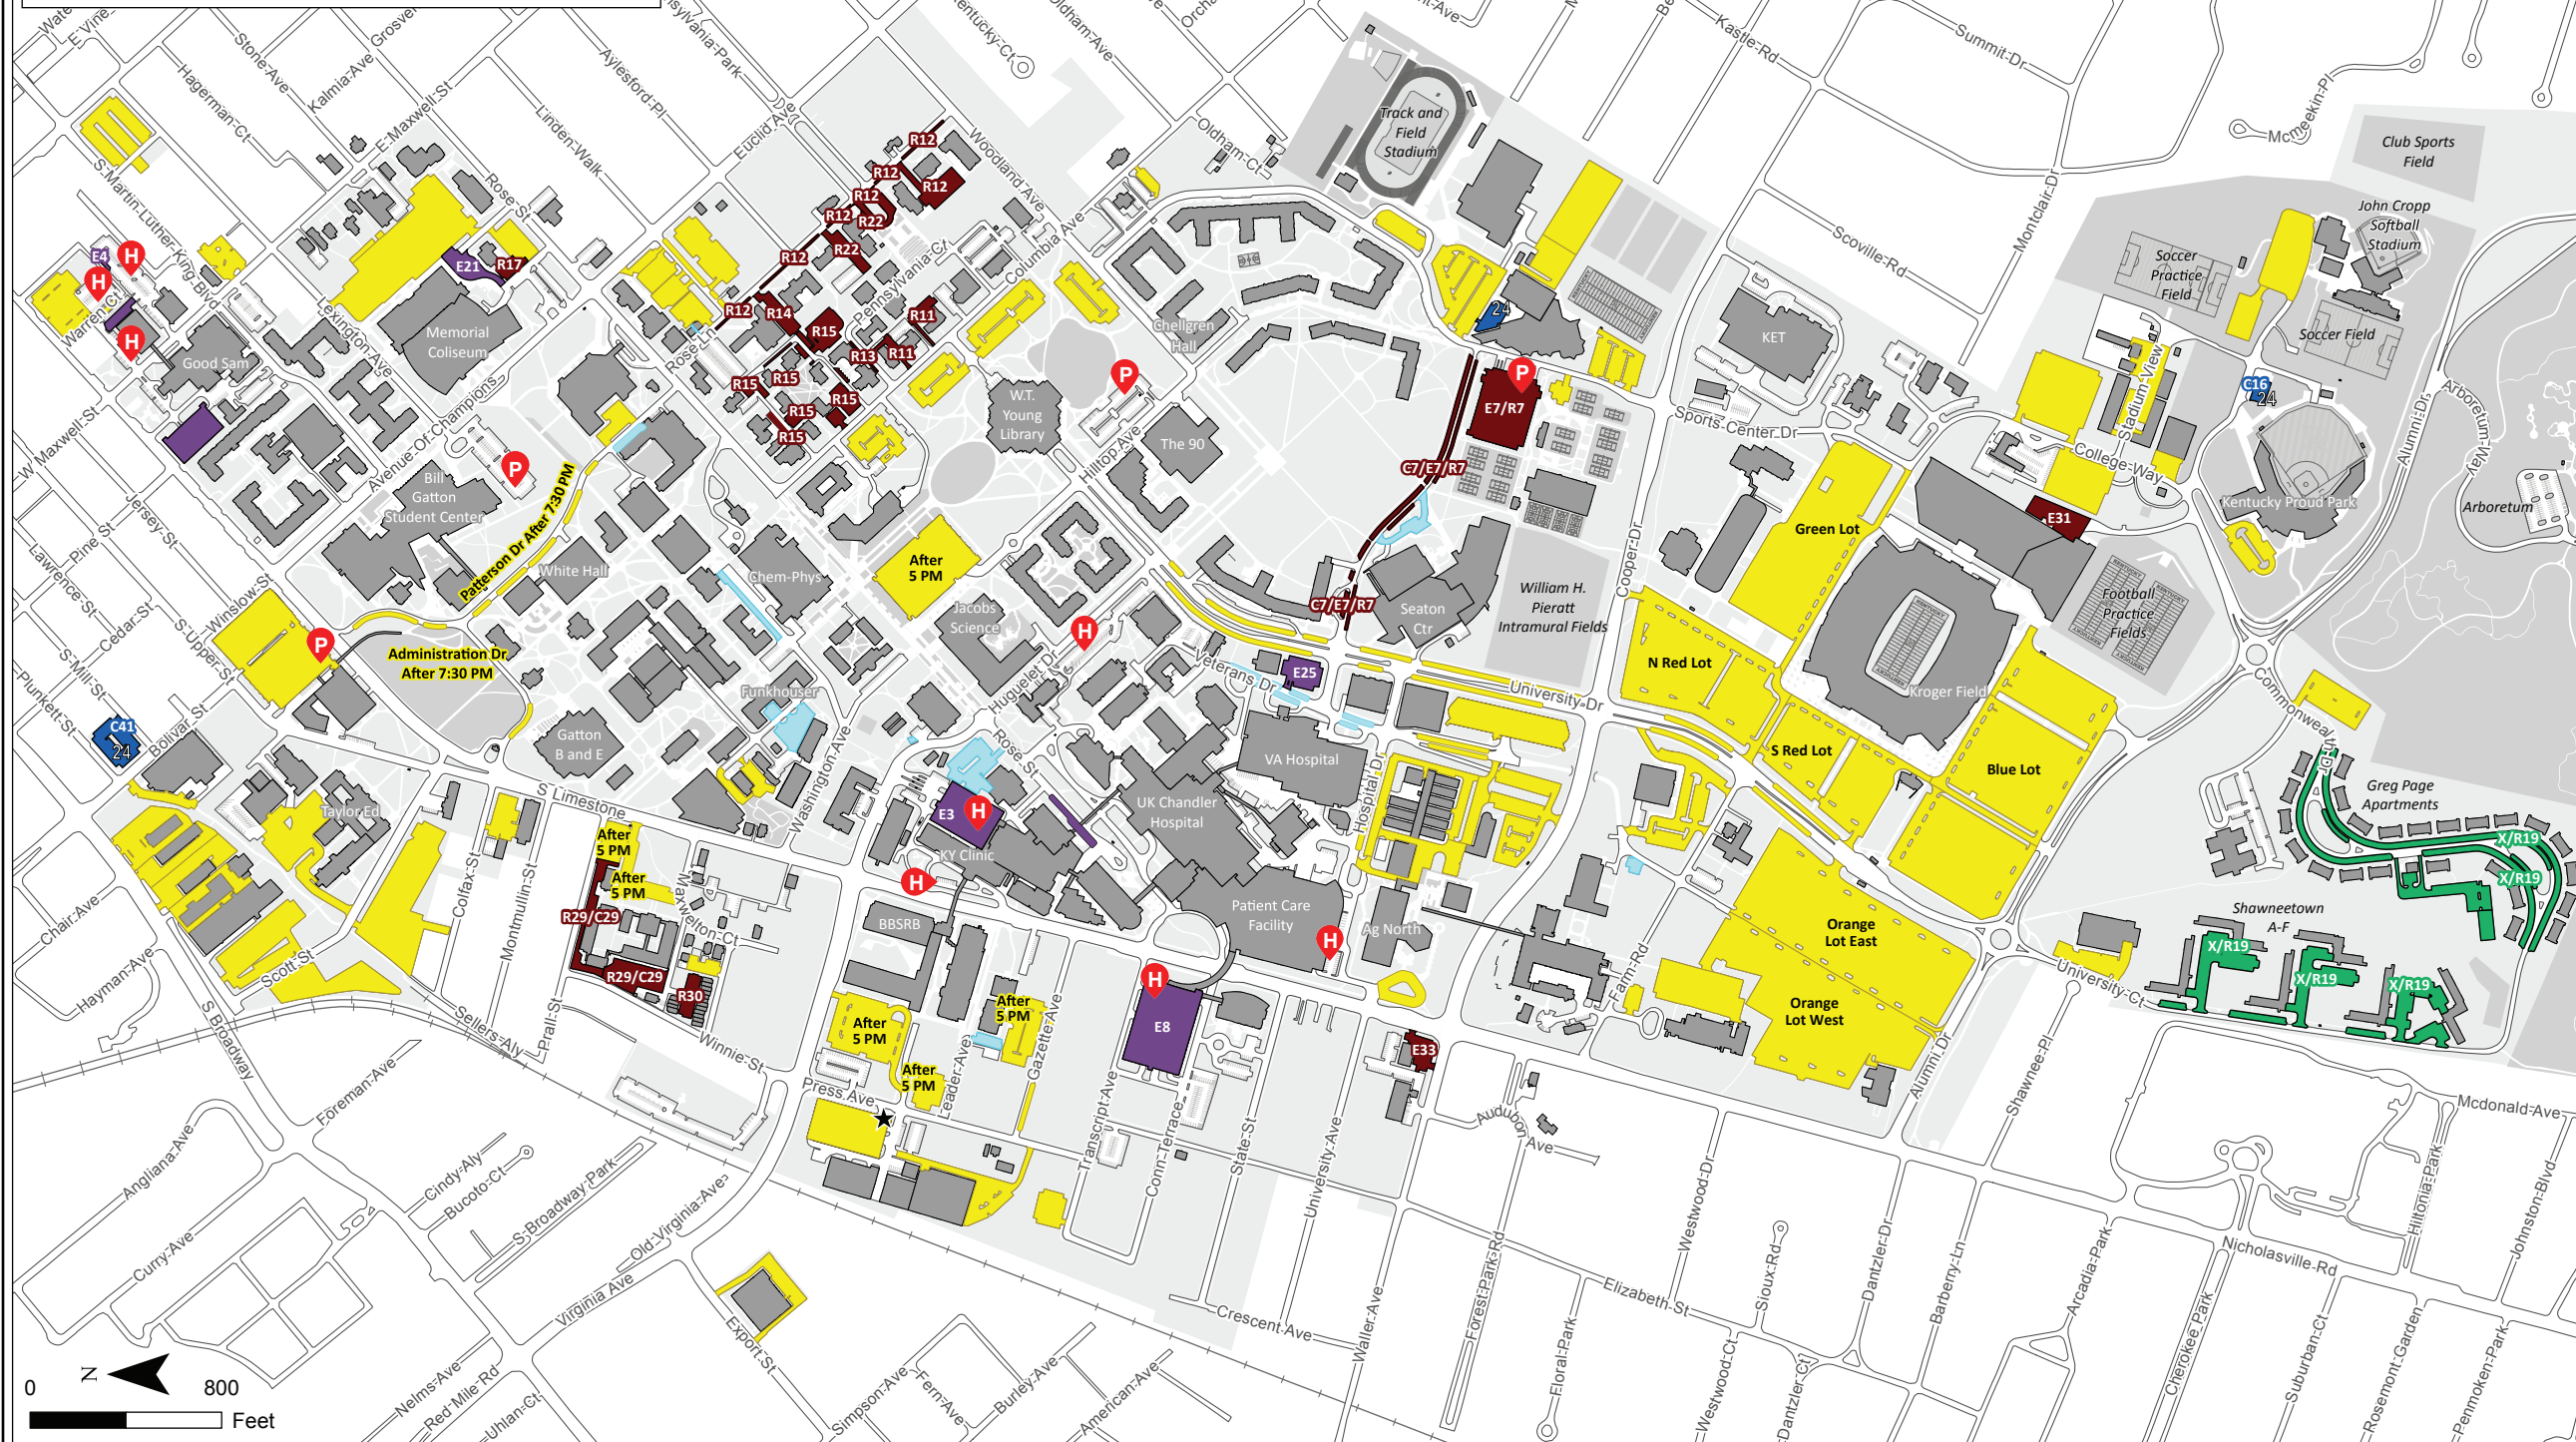 Kentucky-Ct
Oldham-Ave
Kastle-Rd
Summit-Dr
Mcmeekin-Pl
Stone-Ave
Kalmia-Ave
Hagerman-Ct
E-Maxwell-St
Aylesford-Pl
Linden-Walk
Euclid-Ave
Woodland-Ave
Oldham-Ct
Track and
Field
Stadium
Club Sports
Field
S-Martin-Luther-King-Blvd
Rose-St
R12
R12
R12
R12
R12
R22
R22
R12
R12
Pennsylvania-Ct
Columbia-Ave
Scoville-Rd
Montclair-Dr
John Cropp
Softball
Stadium
Soccer
Practice
Field
Soccer Field
E4
H
H
H
Warren-Ct
E21
R17
Lexington-Ave
Memorial
Coliseum
Good Sam
Rose-Ln
R14
R15
R11
R13
R11
R15
R15
R15
R15
R15
Chellgren
Hall
P
W.T.
Young
Library
The 90
Hilltop-Ave
24
P
E7/R7
C7/E7/R7
C7/E7/R7
KET
Sports-Center-Dr
Stadium-View
College-Way
C16
24
Kentucky Proud Park
Alumni-Dr
Arboretum-Way
Arboretum
W-Maxwell-St
Avenue-Of-Champions
Bill
Gatton
Student Center
P
Patterson Dr After 7:30 PM
Jersey-St
Pine-St
Lawrence-St
Cedar-St
S-Upper-St
Winslow-St
S-Mill-St
Plunkett-St
P
White Hall
Chem-Phys
After
5 PM
Jacobs
Science
Huguelet-Dr
H
Seaton
Ctr
William H.
Pieratt
Intramural Fields
Cooper-Dr
Green Lot
E31
Football
Practice
Fields
Administration Dr
After 7:30 PM
Funkhouser
Veterans Dr
E25
University-Dr
N Red Lot
S Red Lot
Kroger Field
Blue Lot
Commonwealth-Dr
C41
24
Bolivar-St
Gatton
B and E
S-Limestone
Washington-Ave
Rose-St
VA Hospital
Hospital-Dr
UK Chandler
Hospital
E3
H
KY Clinic
H
Taylor Ed
Greg Page
Apartments
X/R19
X/R19
Shawneetown
A-F
X/R19
X/R19
X/R19
After
5 PM
After
5 PM
R29/C29
R29/C29
R30
Maxwelton-Ct
Colfax-St
Montmullin-St
BBSRB
Patient Care
Facility
H
Ag North
Orange
Lot East
Orange
Lot West
Farm-Rd
University-Ct
Chair-Ave
Hayman-Ave
Scott-St
S-Broadway
Sellers-Aly
Prall-St
Winnie-St
After
5 PM
After
5 PM
After
5 PM
Press-Ave
Leader-Ave
Gazette-Ave
H
E8
E33
Transcript-Ave
Conn-Terrace
State-St
University-Ave
Audubon-Ave
Alumni-Dr
Shawnee-Pl
Mcdonald-Ave
Foreman-Ave
Angliana-Ave
Cindy-Aly
Bucoto-Ct
S-Broadway-Park
Old-Virginia-Ave
Curry-Ave
Virginia-Ave
Export-St
Crescent-Ave
Waller-Ave
Forest-Park-Rd
Floral-Park
Westwood-Dr
Elizabeth-St
Sioux-Rd
Dantzler-Dr
Barberry-Ln
Arcadia-Park
Nicholasville-Rd
Hiltonia-Park
Johnston-Blvd
Nelms-Ave
Red-Mile-Rd
Uhlan-Ct
Simpson-Ave
Fern-Ave
Burley-Ave
American-Ave
Westwood-Ct
Dantzler-Ct
Cherokee-Park
Suburban-Ct
Rosemont-Garden
Penmoken-Park
N
0 800
Feet